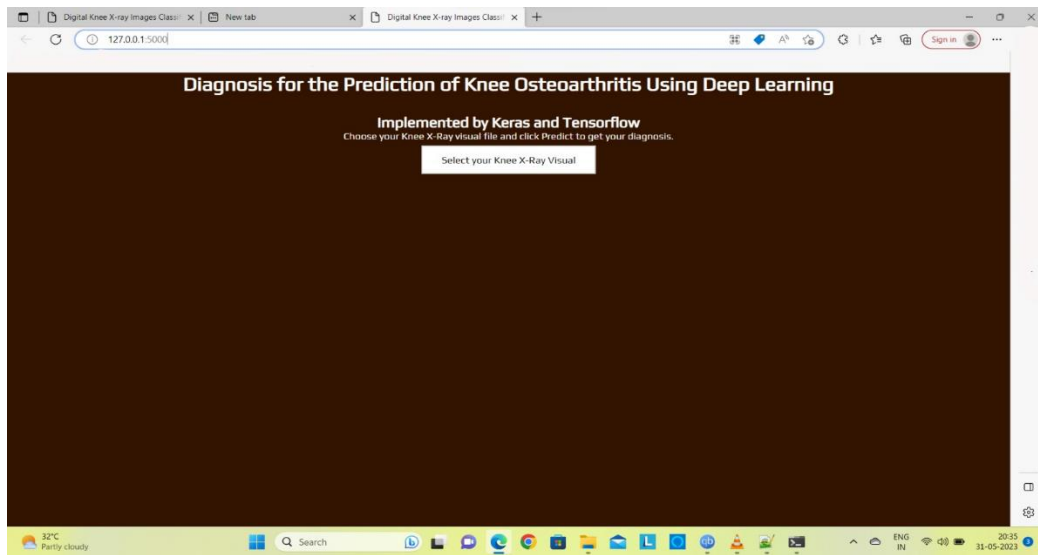 Digital Knee X-ray Images Classif
New tab
Digital Knee X-ray Images Classif
127.0.0.1:5000
Sign in
Diagnosis for the Prediction of Knee Osteoarthritis Using Deep Learning
Implemented by Keras and Tensorflow
Choose your Knee X-Ray visual file and click Predict to get your diagnosis.
Select your Knee X-Ray Visual
32°C
Partly cloudy
Search
ENG
IN
20:35
31-05-2023